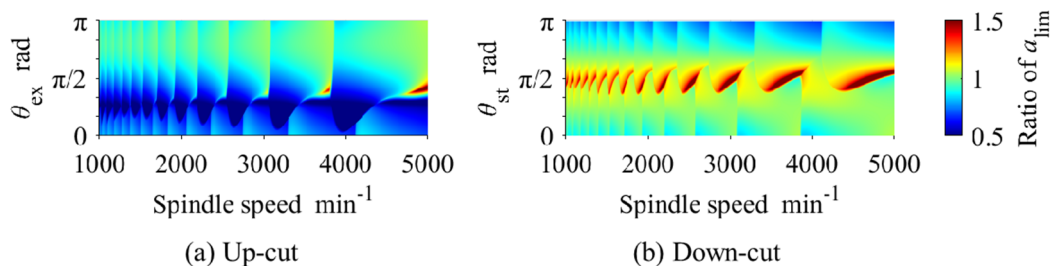 π
π/2
0
θex rad
1000 2000 3000 4000 5000
Spindle speed min-1
(a) Up-cut
π
π/2
0
θst rad
1000 2000 3000 4000 5000
Spindle speed min-1
(b) Down-cut
1.5
1
0.5
Ratio of alim